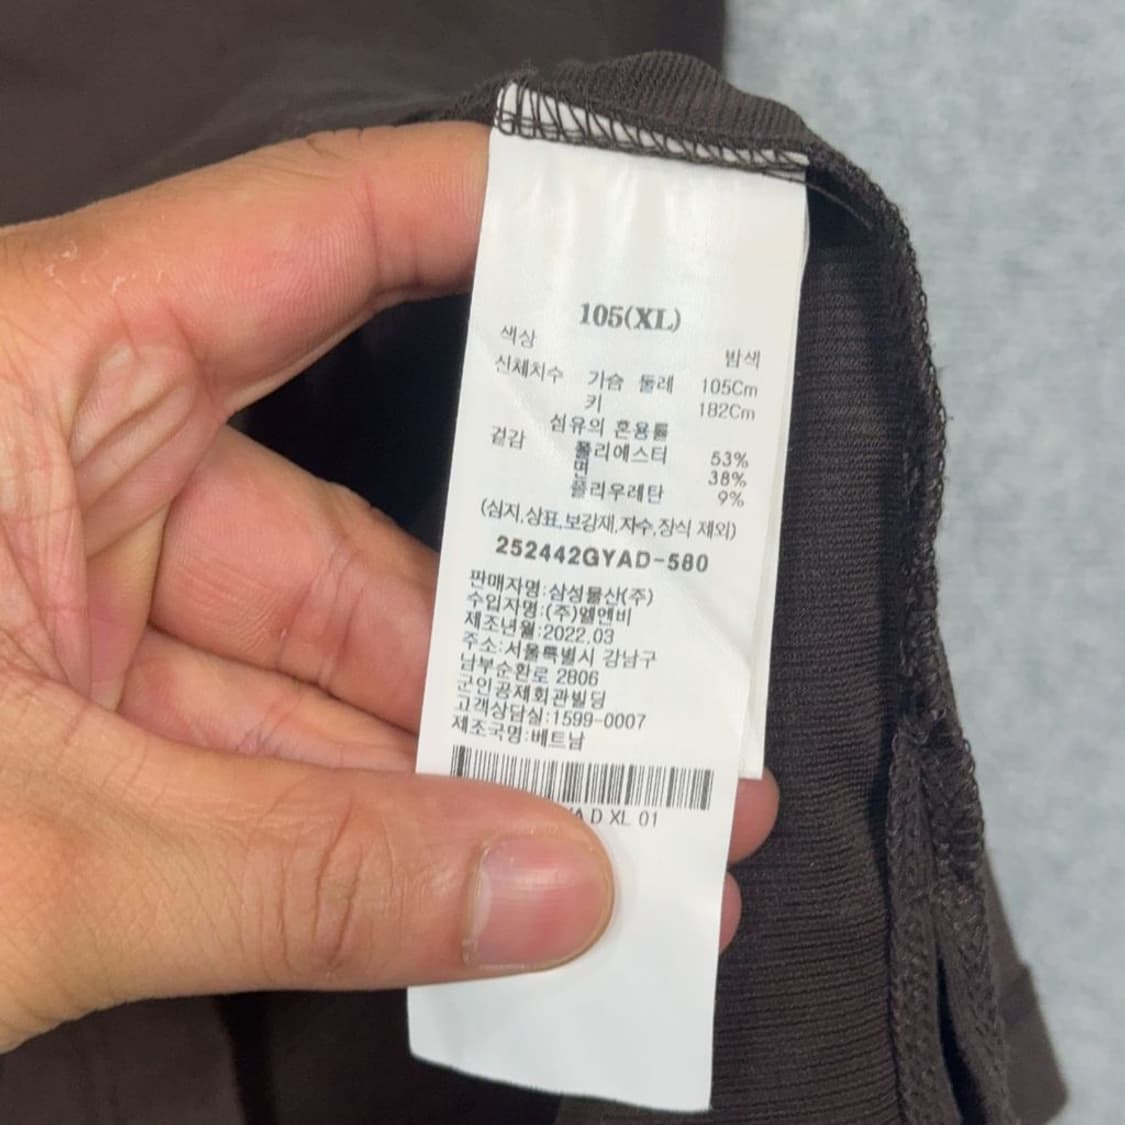 105(XL)
색상 밤색
신체치수 가슴 둘레 105Cm
키 182Cm
섬유의 혼용률
겉감 폴리에스터 53%
면 38%
폴리우레탄 9%
(심지,상표,보강재,자수,장식 제외)
252442GYAD-580
판매자명:삼성물산(주)
수입자명:(주)엘엔비
제조년월:2022.03
주소:서울특별시 강남구
남부순환로 2806
군인공제회관빌딩
고객상담실:1599-0007
제조국명:베트남
D XL 01